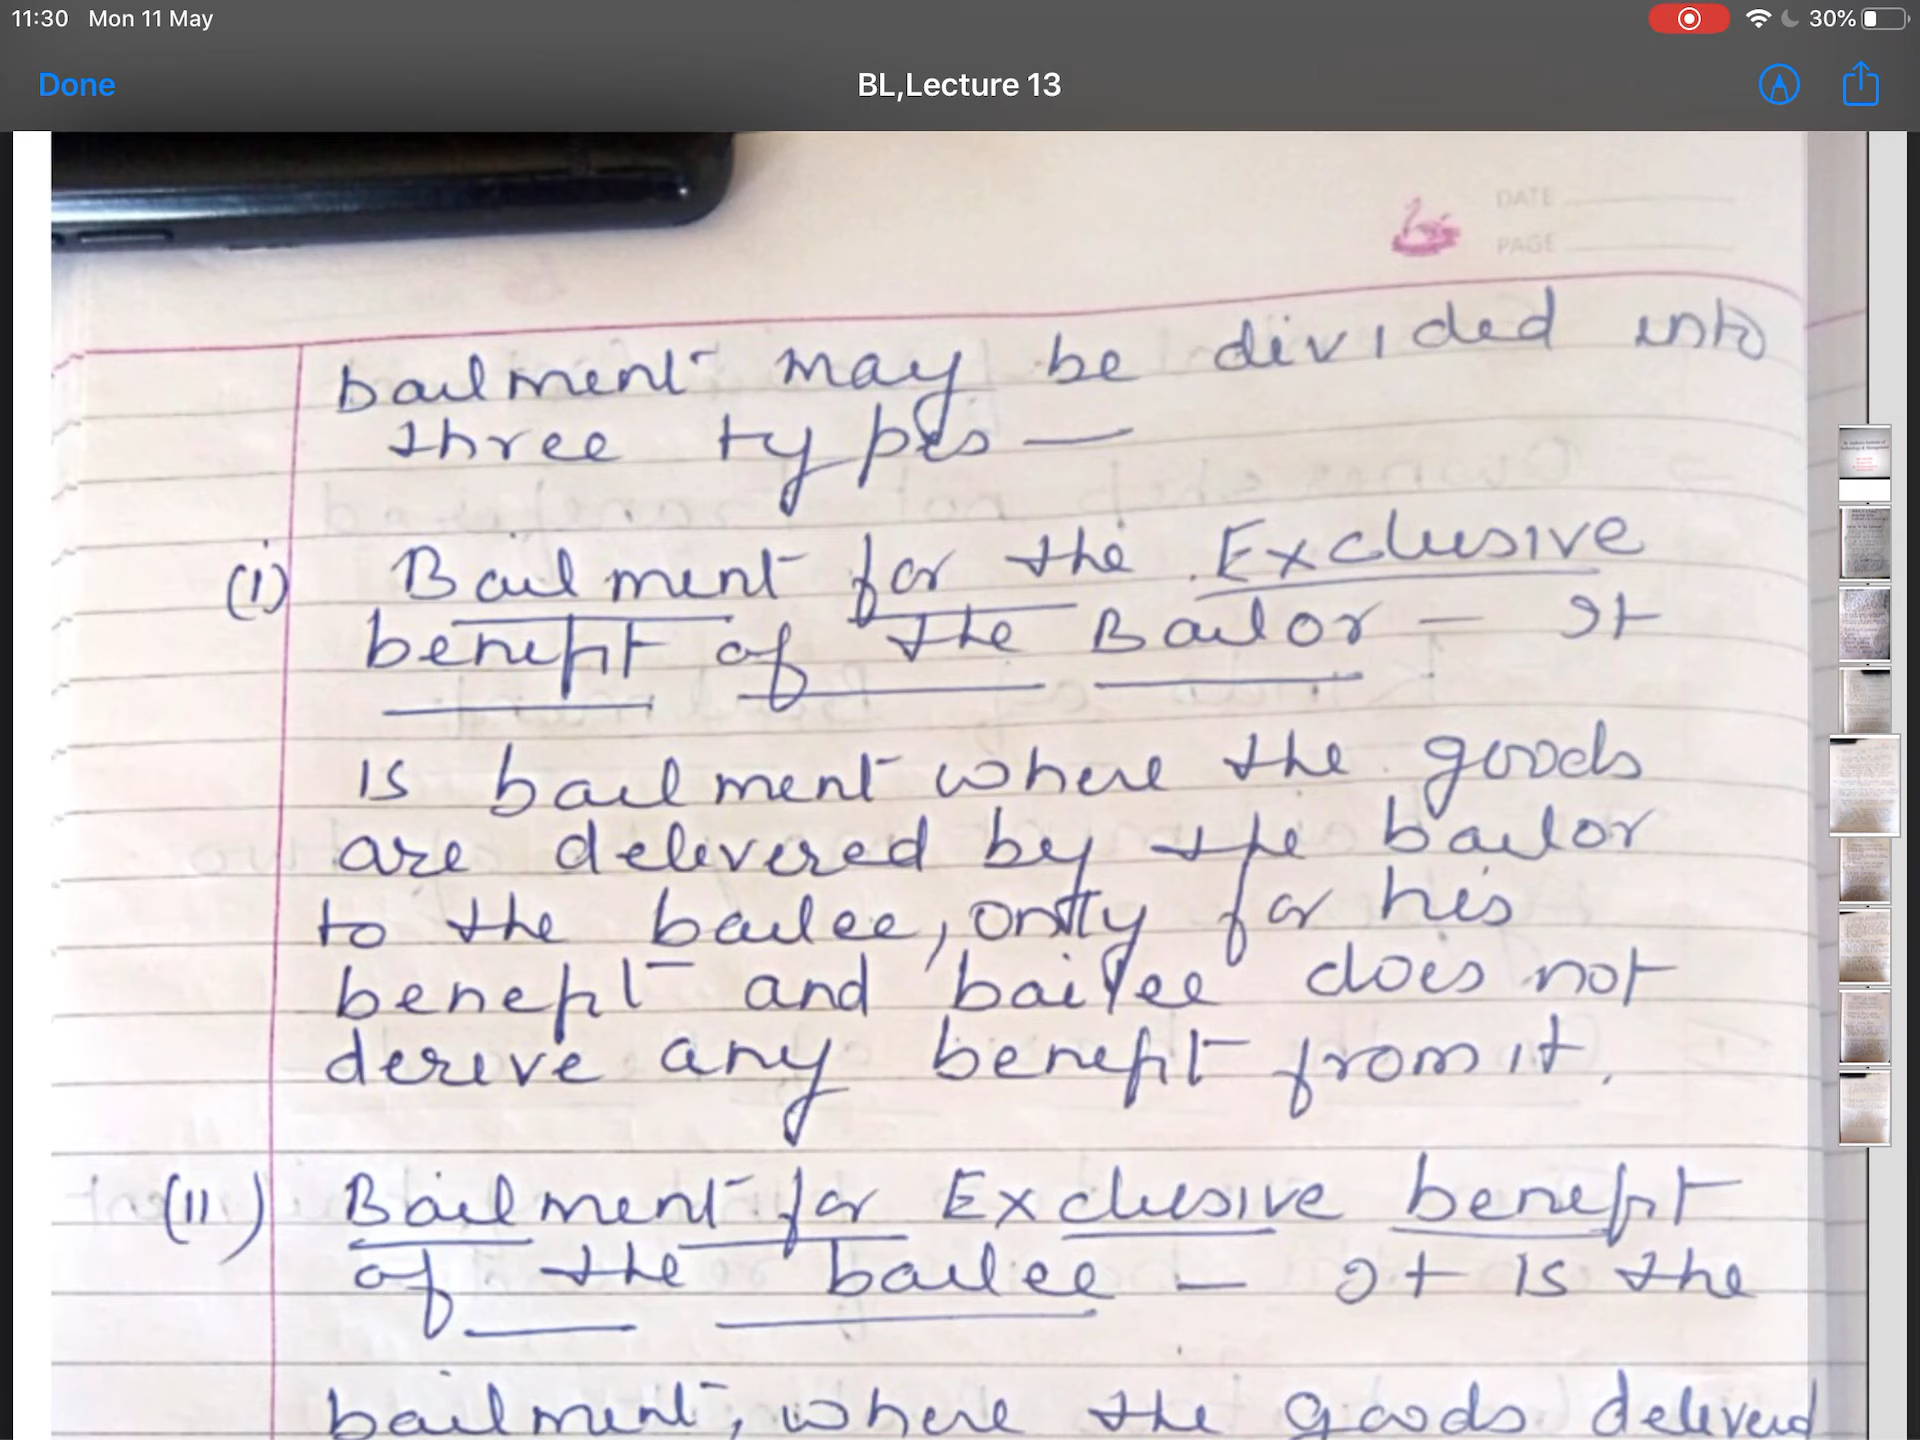 11:30 Mon 11 May 30%
Done BL,Lecture 13
DATE
PAGE
bailment may be divided into
three types —
(i) Bailment for the Exclusive
benefit of the Bailor — It
is bailment where the goods
are delivered by the bailor
to the bailee, only for his
benefit and bailee does not
derive any benefit from it.
(II) Bailment for Exclusive benefit
of the bailee — It is the
bailment, where the goods deliverd